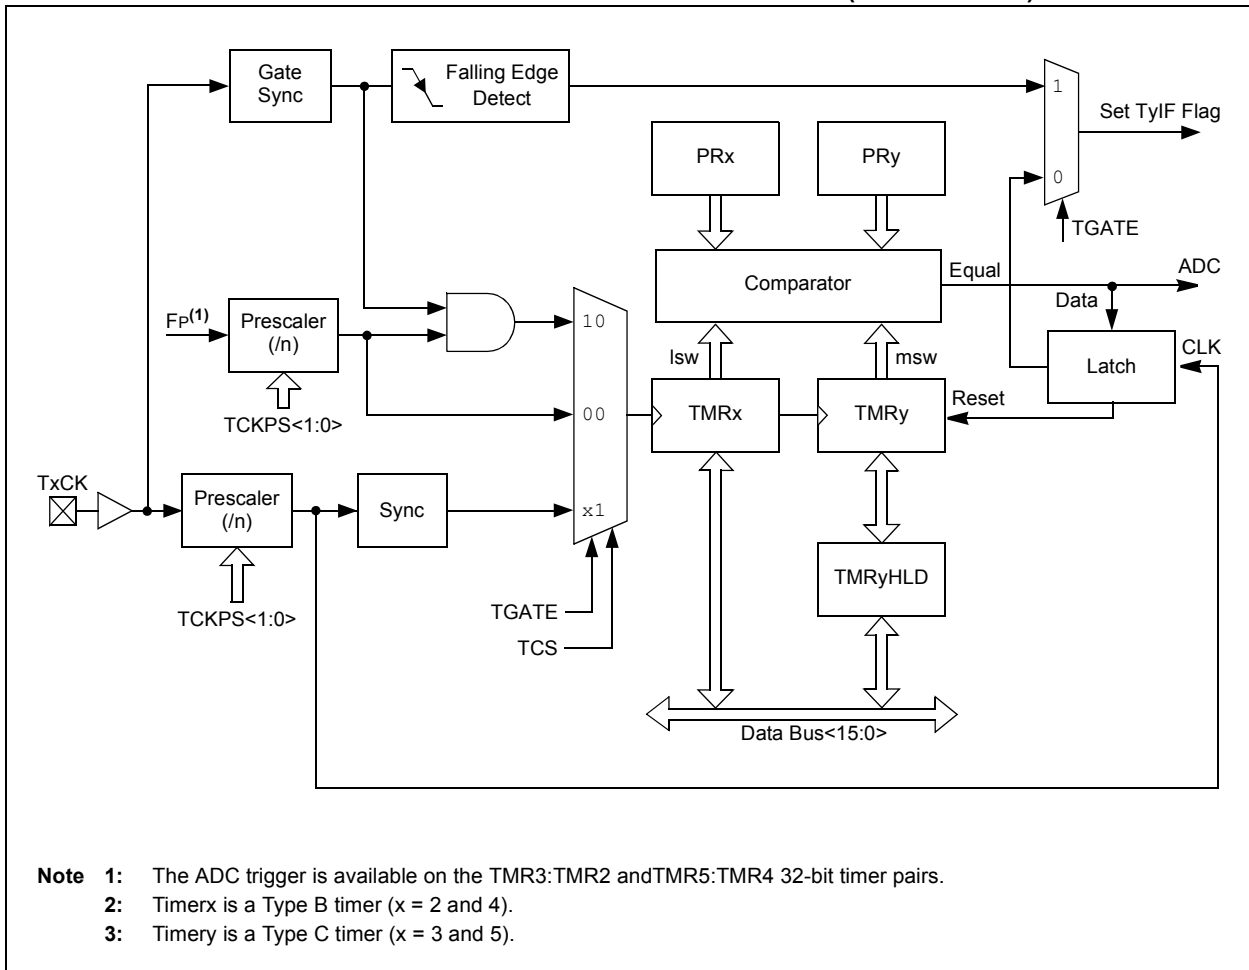 Gate
Sync
Falling Edge
Detect
1
Set TyIF Flag
PRx
PRy
0
TGATE
Comparator
Equal
ADC
Data
FP(1)
Prescaler
(/n)
10
lsw
msw
Latch
CLK
TCKPS<1:0>
00
TMRx
TMRy
Reset
TxCK
Prescaler
(/n)
Sync
x1
TMRyHLD
TCKPS<1:0>
TGATE
TCS
Data Bus<15:0>
Note 1: The ADC trigger is available on the TMR3:TMR2 andTMR5:TMR4 32-bit timer pairs.
2: Timerx is a Type B timer (x = 2 and 4).
3: Timery is a Type C timer (x = 3 and 5).